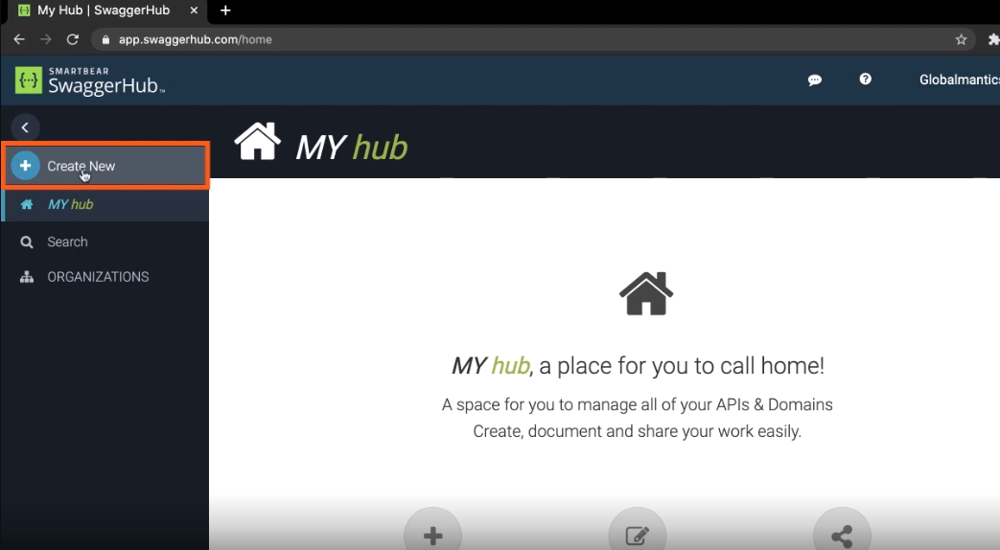 My Hub | SwaggerHub
app.swaggerhub.com/home
SMARTBEAR
SwaggerHub™
Globalmantics
MY hub
Create New
MY hub
Search
ORGANIZATIONS
MY hub, a place for you to call home!
A space for you to manage all of your APIs & Domains
Create, document and share your work easily.